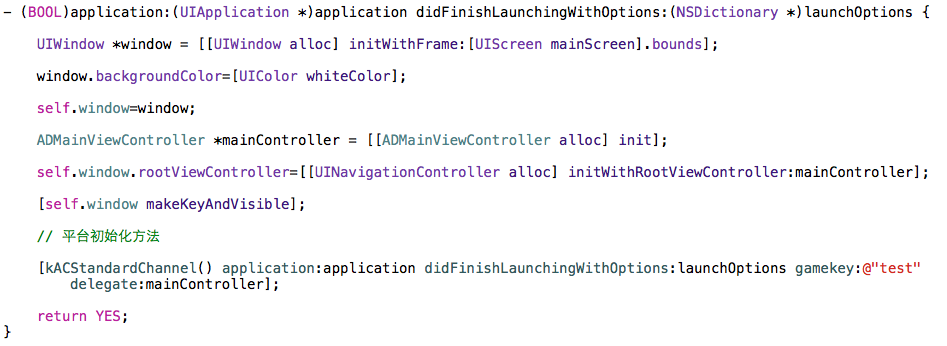 - (BOOL)application:(UIApplication *)application didFinishLaunchingWithOptions:(NSDictionary *)launchOptions {
UIWindow *window = [[UIWindow alloc] initWithFrame:[UIScreen mainScreen].bounds];
window.backgroundColor=[UIColor whiteColor];
self.window=window;
ADMainViewController *mainController = [[ADMainViewController alloc] init];
self.window.rootViewController=[[UINavigationController alloc] initWithRootViewController:mainController];
[self.window makeKeyAndVisible];
// 平台初始化方法
[kACStandardChannel() application:application didFinishLaunchingWithOptions:launchOptions gamekey:@"test"
delegate:mainController];
return YES;
}